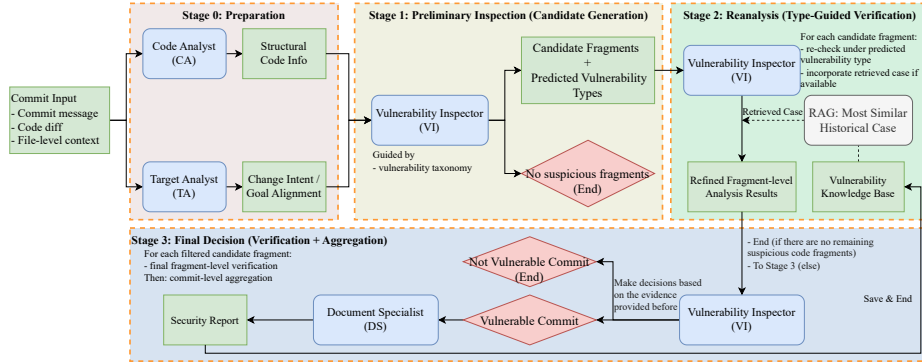 Stage 0: Preparation
Code Analyst
(CA)
Structural
Code Info
Commit Input
- Commit message
- Code diff
- File-level context
Target Analyst
(TA)
Change Intent /
Goal Alignment
Stage 1: Preliminary Inspection (Candidate Generation)
Vulnerability Inspector
(VI)
Guided by
- vulnerability taxonomy
Candidate Fragments
+
Predicted Vulnerability
Types
No suspicious fragments
(End)
Stage 2: Reanalysis (Type-Guided Verification)
Vulnerability Inspector
(VI)
For each candidate fragment:
- re-check under predicted
vulnerability type
- incorporate retrieved case if
available
Retrieved Case
RAG: Most Similar
Historical Case
Refined Fragment-level
Analysis Results
Vulnerability
Knowledge Base
Stage 3: Final Decision (Verification + Aggregation)
For each filtered candidate fragment:
- final fragment-level verification
Then: commit-level aggregation
Not Vulnerable Commit
(End)
Make decisions based
on the evidence
provided before
- End (if there are no remaining
suspicious code fragments)
- To Stage 3 (else)
Save & End
Security Report
Document Specialist
(DS)
Vulnerable Commit
Vulnerability Inspector
(VI)